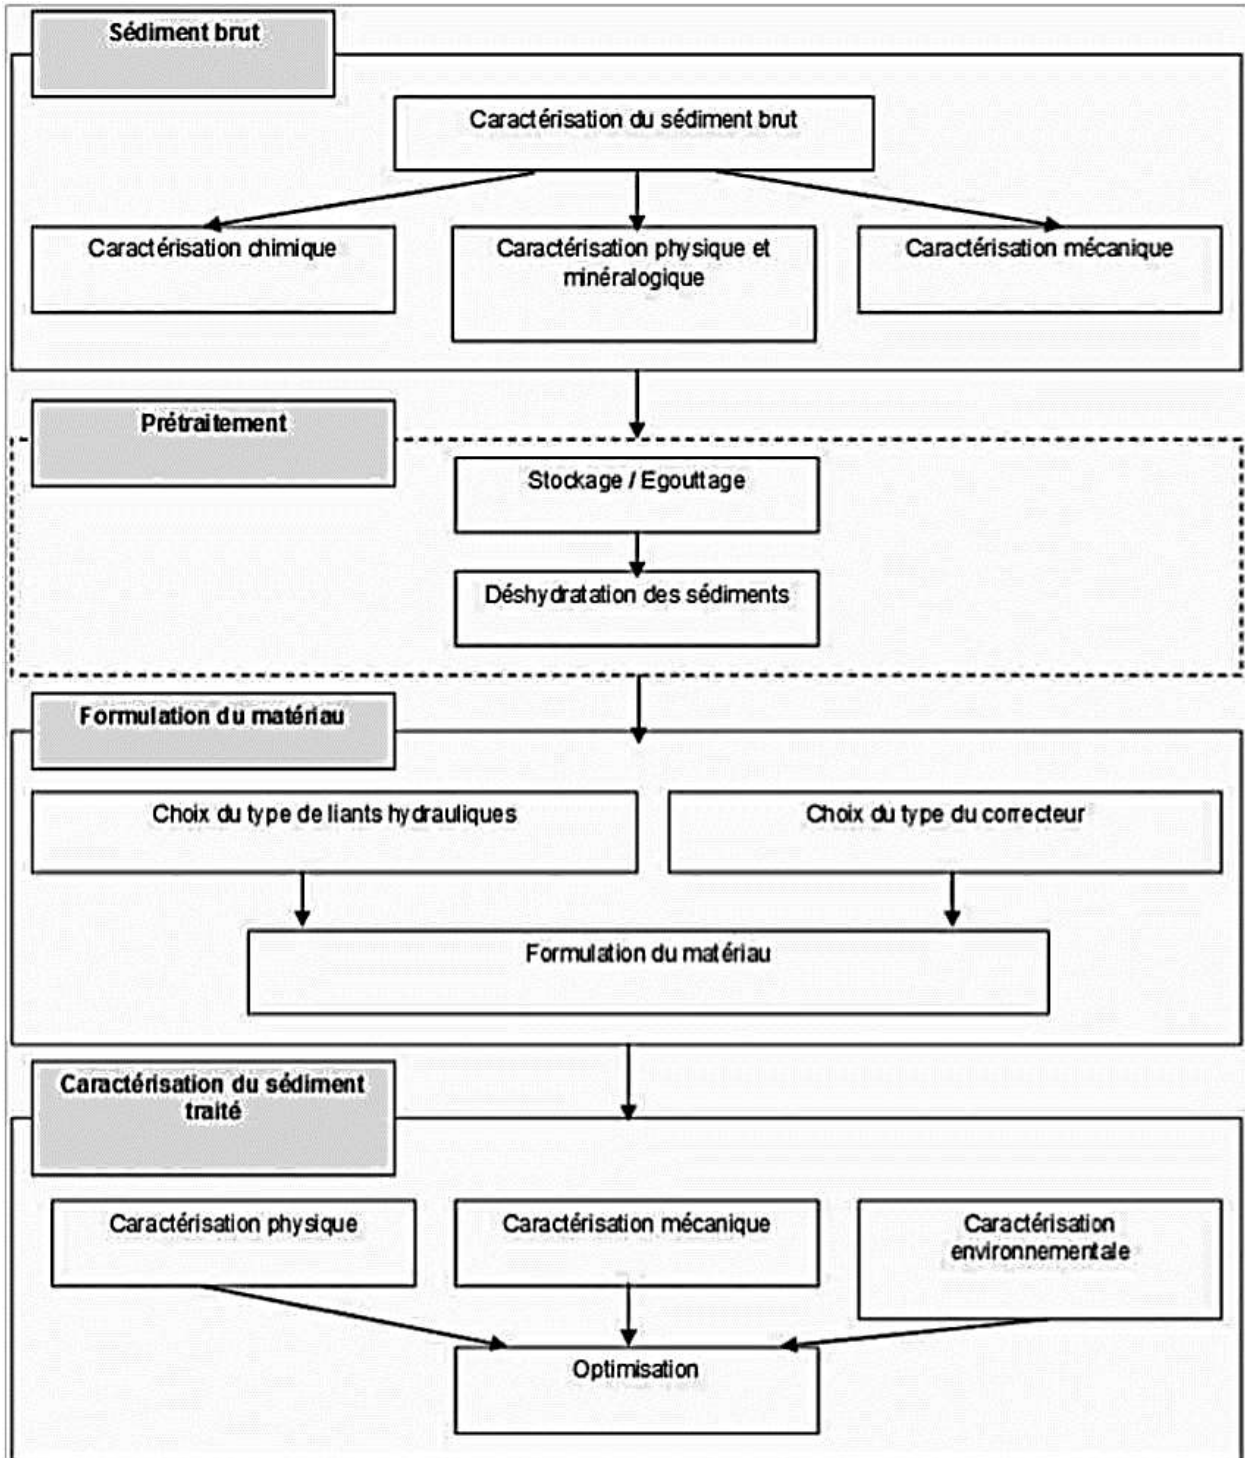 Sédiment brut
Caractérisation du sédiment brut
Caractérisation chimique
Caractérisation physique et
minéralogique
Caractérisation mécanique
Prétraitement
Stockage / Egouttage
Déshydratation des sédiments
Formulation du matériau
Choix du type de liants hydrauliques
Choix du type du correcteur
Formulation du matériau
Caractérisation du sédiment
traité
Caractérisation physique
Caractérisation mécanique
Caractérisation
environnementale
Optimisation